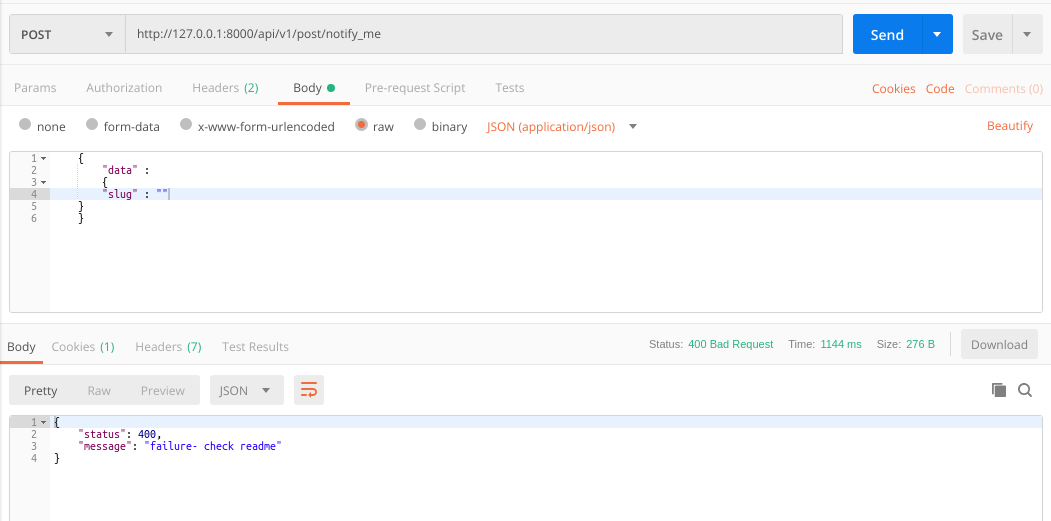 POST http://127.0.0.1:8000/api/v1/post/notify_me Send Save
Params Authorization Headers (2) Body Pre-request Script Tests Cookies Code Comments (0)
none form-data x-www-form-urlencoded raw binary JSON (application/json) Beautify
1 {
2 "data" :
3 {
4 "slug" : ""
5 }
6 }
Body Cookies (1) Headers (7) Test Results Status: 400 Bad Request Time: 1144 ms Size: 276 B Download
Pretty Raw Preview JSON
1 {
2 "status": 400,
3 "message": "failure- check readme"
4 }